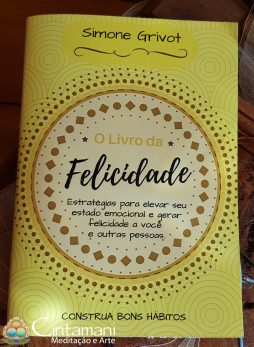 Simone Grivot
O Livro da
Felicidade
Estratégias para elevar seu
estado emocional e gerar
felicidade a você
e outras pessoas.
CONSTRUA BONS HÁBITOS
Cintamani
Meditação e Arte